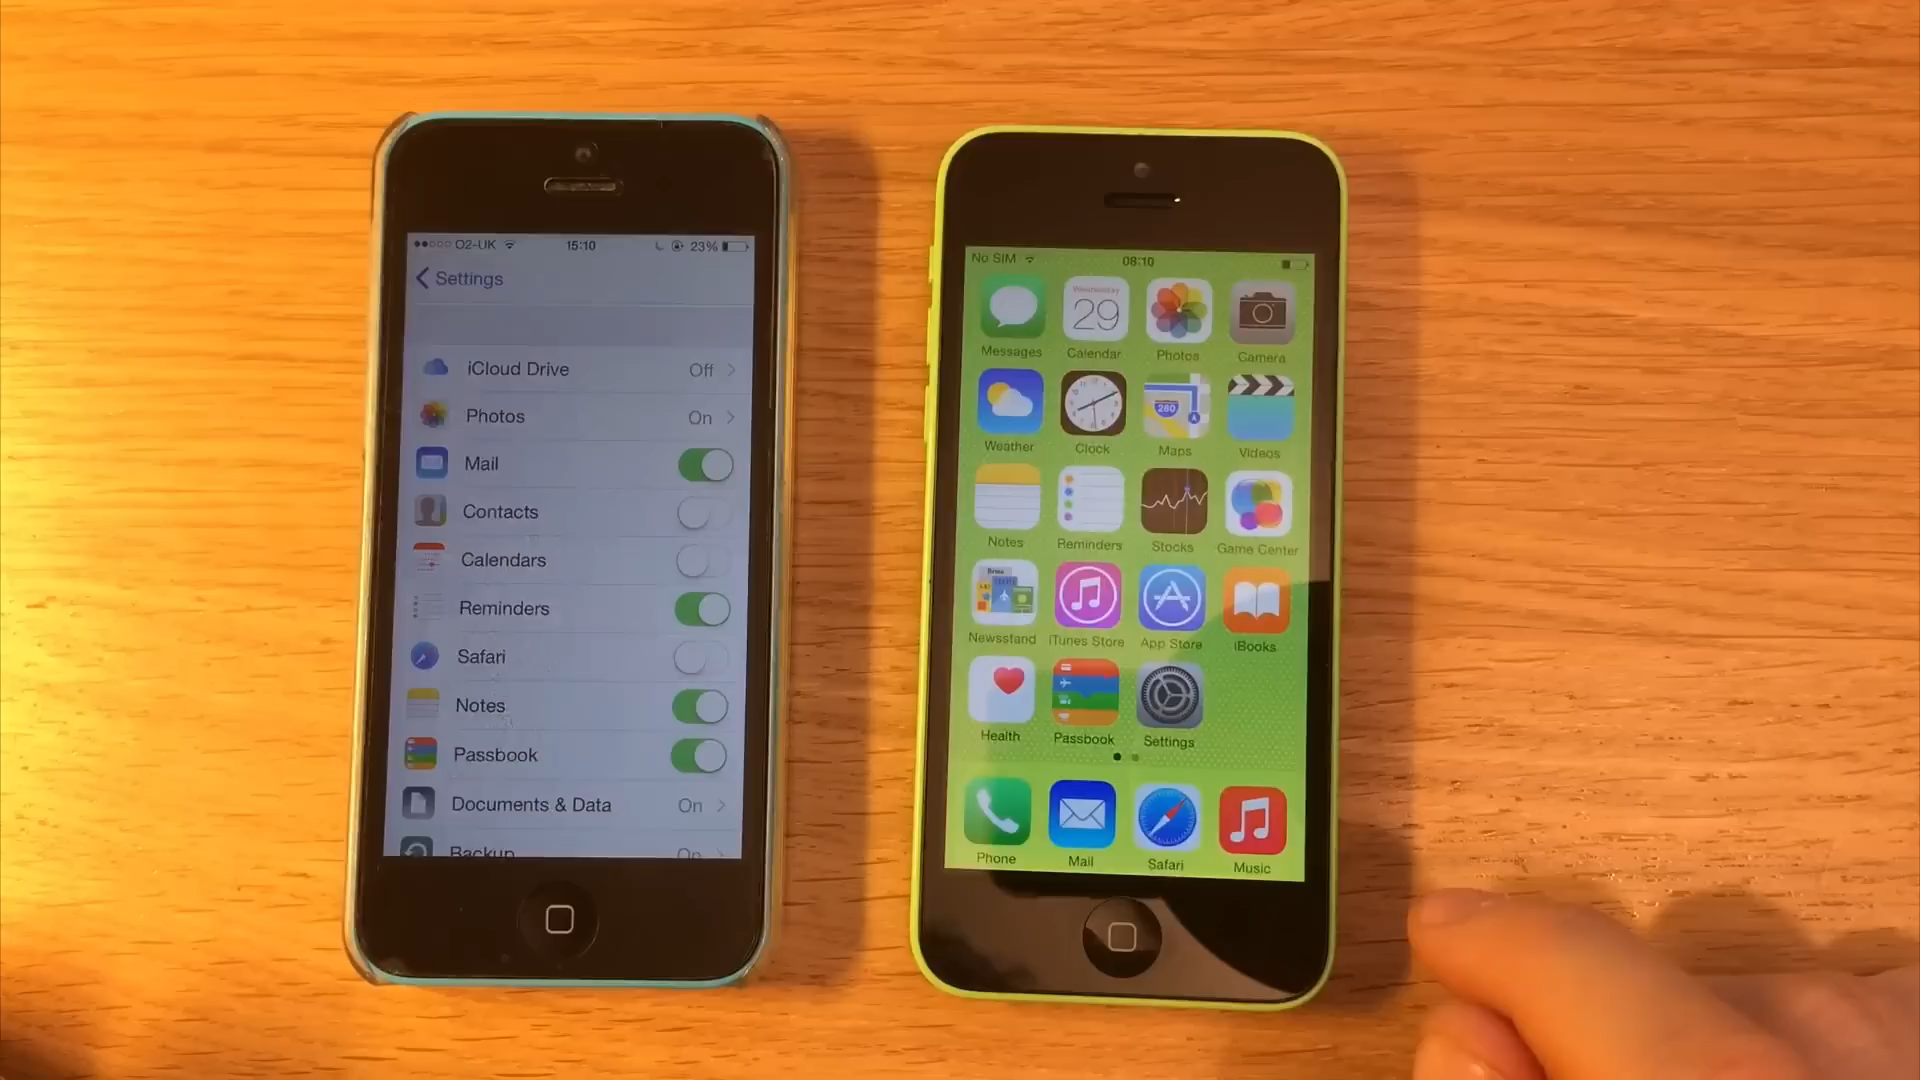 O2-UK 15:10 23%
Settings
iCloud Drive Off
Photos On
Mail
Contacts
Calendars
Reminders
Safari
Notes
Passbook
Documents & Data On
Backup On
No SIM 08:10
Wednesday
29
Messages Calendar Photos Camera
280
Weather Clock Maps Videos
Notes Reminders Stocks Game Center
Newsstand iTunes Store App Store iBooks
Health Passbook Settings
Phone Mail Safari Music